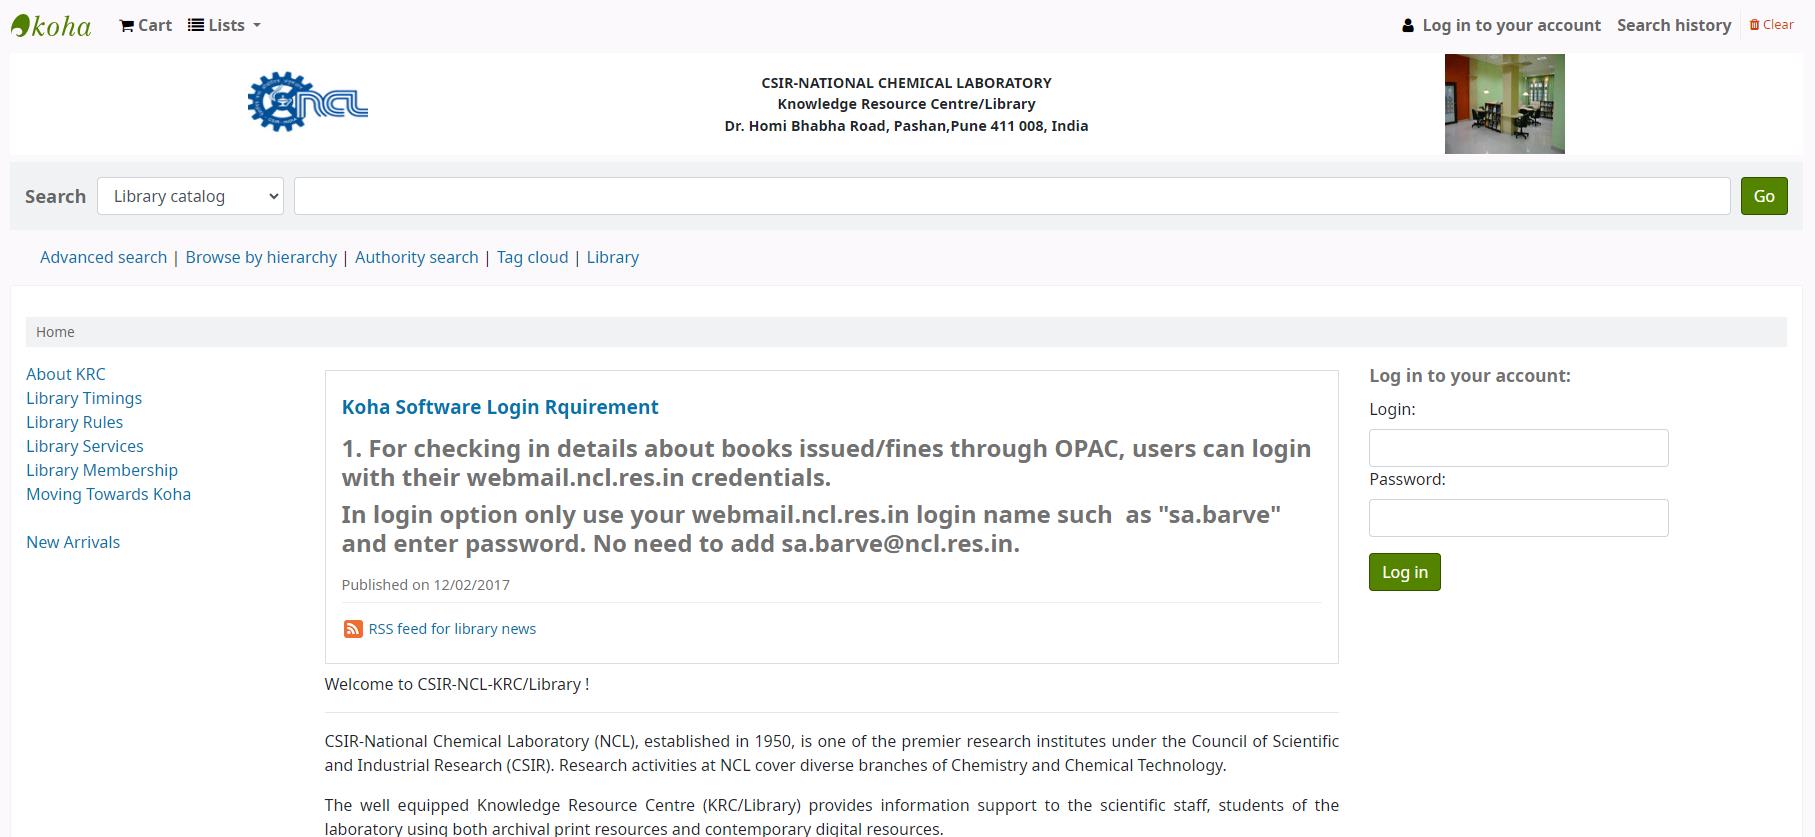 koha Cart Lists Log in to your account Search history Clear
ncl
CSIR-NATIONAL CHEMICAL LABORATORY
Knowledge Resource Centre/Library
Dr. Homi Bhabha Road, Pashan,Pune 411 008, India
Search Library catalog Go
Advanced search | Browse by hierarchy | Authority search | Tag cloud | Library
Home
About KRC
Library Timings
Library Rules
Library Services
Library Membership
Moving Towards Koha
New Arrivals
Koha Software Login Rquirement
1. For checking in details about books issued/fines through OPAC, users can login
with their webmail.ncl.res.in credentials.
In login option only use your webmail.ncl.res.in login name such  as "sa.barve"
and enter password. No need to add sa.barve@ncl.res.in.
Published on 12/02/2017
RSS feed for library news
Welcome to CSIR-NCL-KRC/Library !
CSIR-National Chemical Laboratory (NCL), established in 1950, is one of the premier research institutes under the Council of Scientific
and Industrial Research (CSIR). Research activities at NCL cover diverse branches of Chemistry and Chemical Technology.
The well equipped Knowledge Resource Centre (KRC/Library) provides information support to the scientific staff, students of the
laboratory using both archival print resources and contemporary digital resources.
Log in to your account:
Login:
Password:
Log in